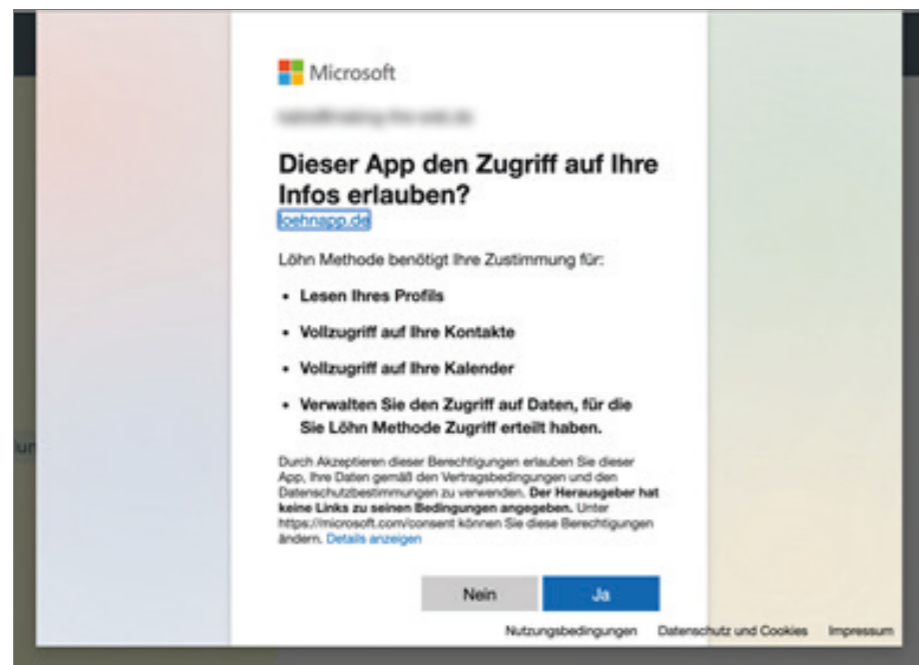 Microsoft
Dieser App den Zugriff auf Ihre
Infos erlauben?
loehnapp.de
Löhn Methode benötigt Ihre Zustimmung für:
• Lesen Ihres Profils
• Vollzugriff auf Ihre Kontakte
• Vollzugriff auf Ihre Kalender
• Verwalten Sie den Zugriff auf Daten, für die
Sie Löhn Methode Zugriff erteilt haben.
Durch Akzeptieren dieser Berechtigungen erlauben Sie dieser
App, Ihre Daten gemäß den Vertragsbedingungen und den
Datenschutzbestimmungen zu verwenden. Der Herausgeber hat
keine Links zu seinen Bedingungen angegeben. Unter
https://microsoft.com/consent können Sie diese Berechtigungen
ändern. Details anzeigen
Nein Ja
Nutzungsbedingungen Datenschutz und Cookies Impressum